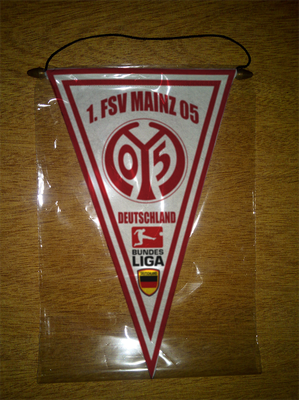 1. FSV MAINZ 05
05
DEUTSCHLAND
BUNDES
LIGA